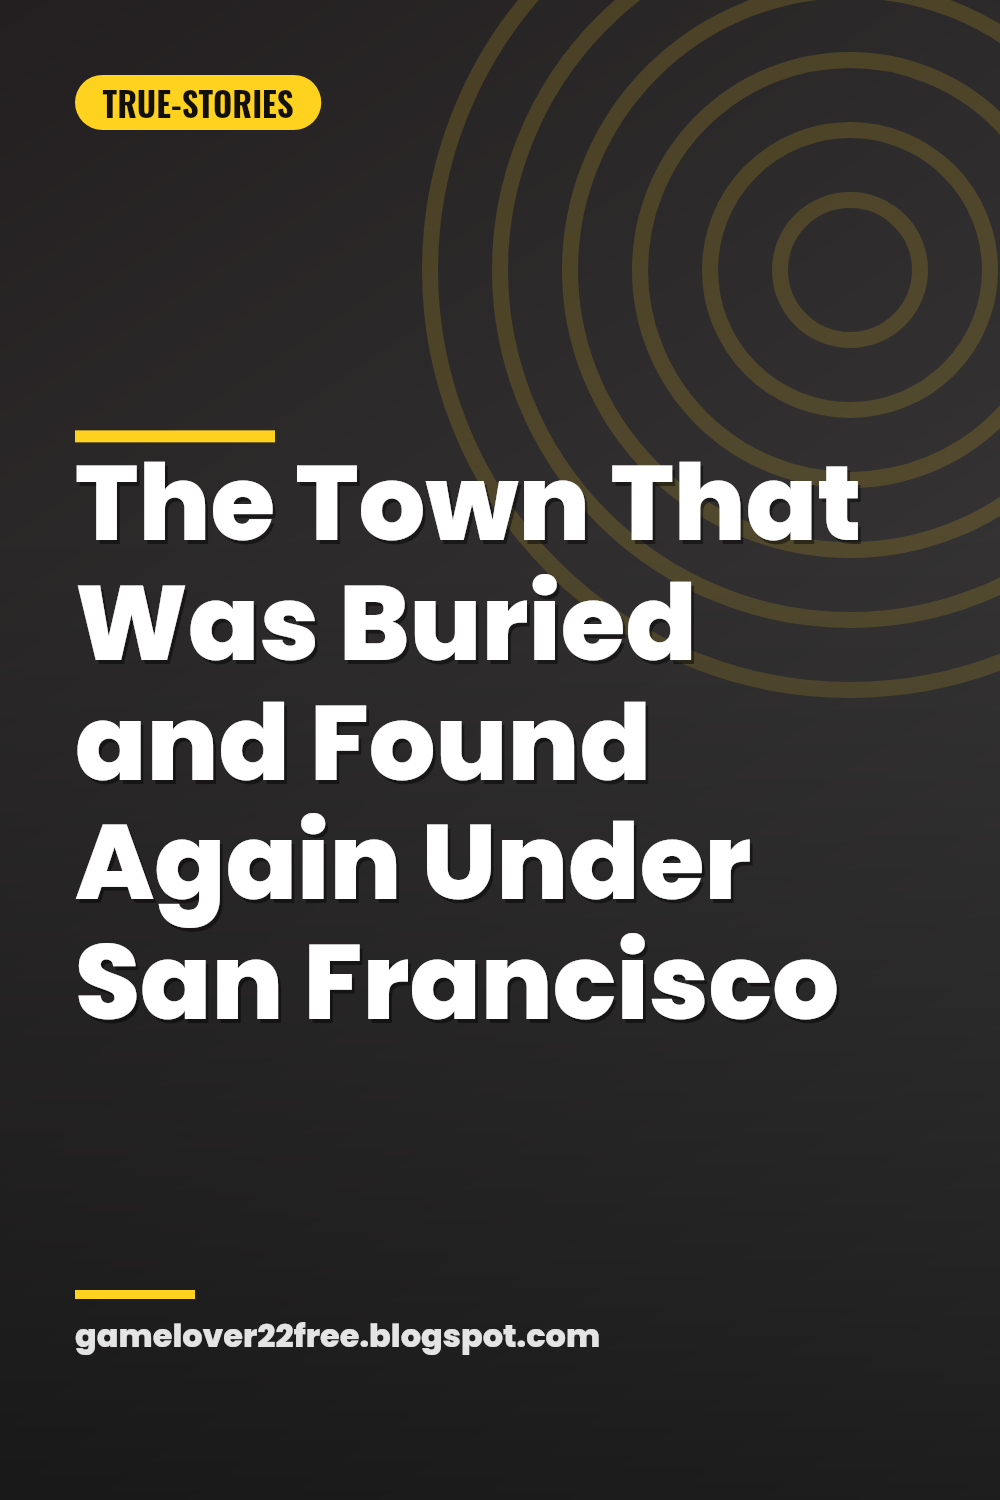 TRUE-STORIES
The Town That
Was Buried
and Found
Again Under
San Francisco
gamelover22free.blogspot.com